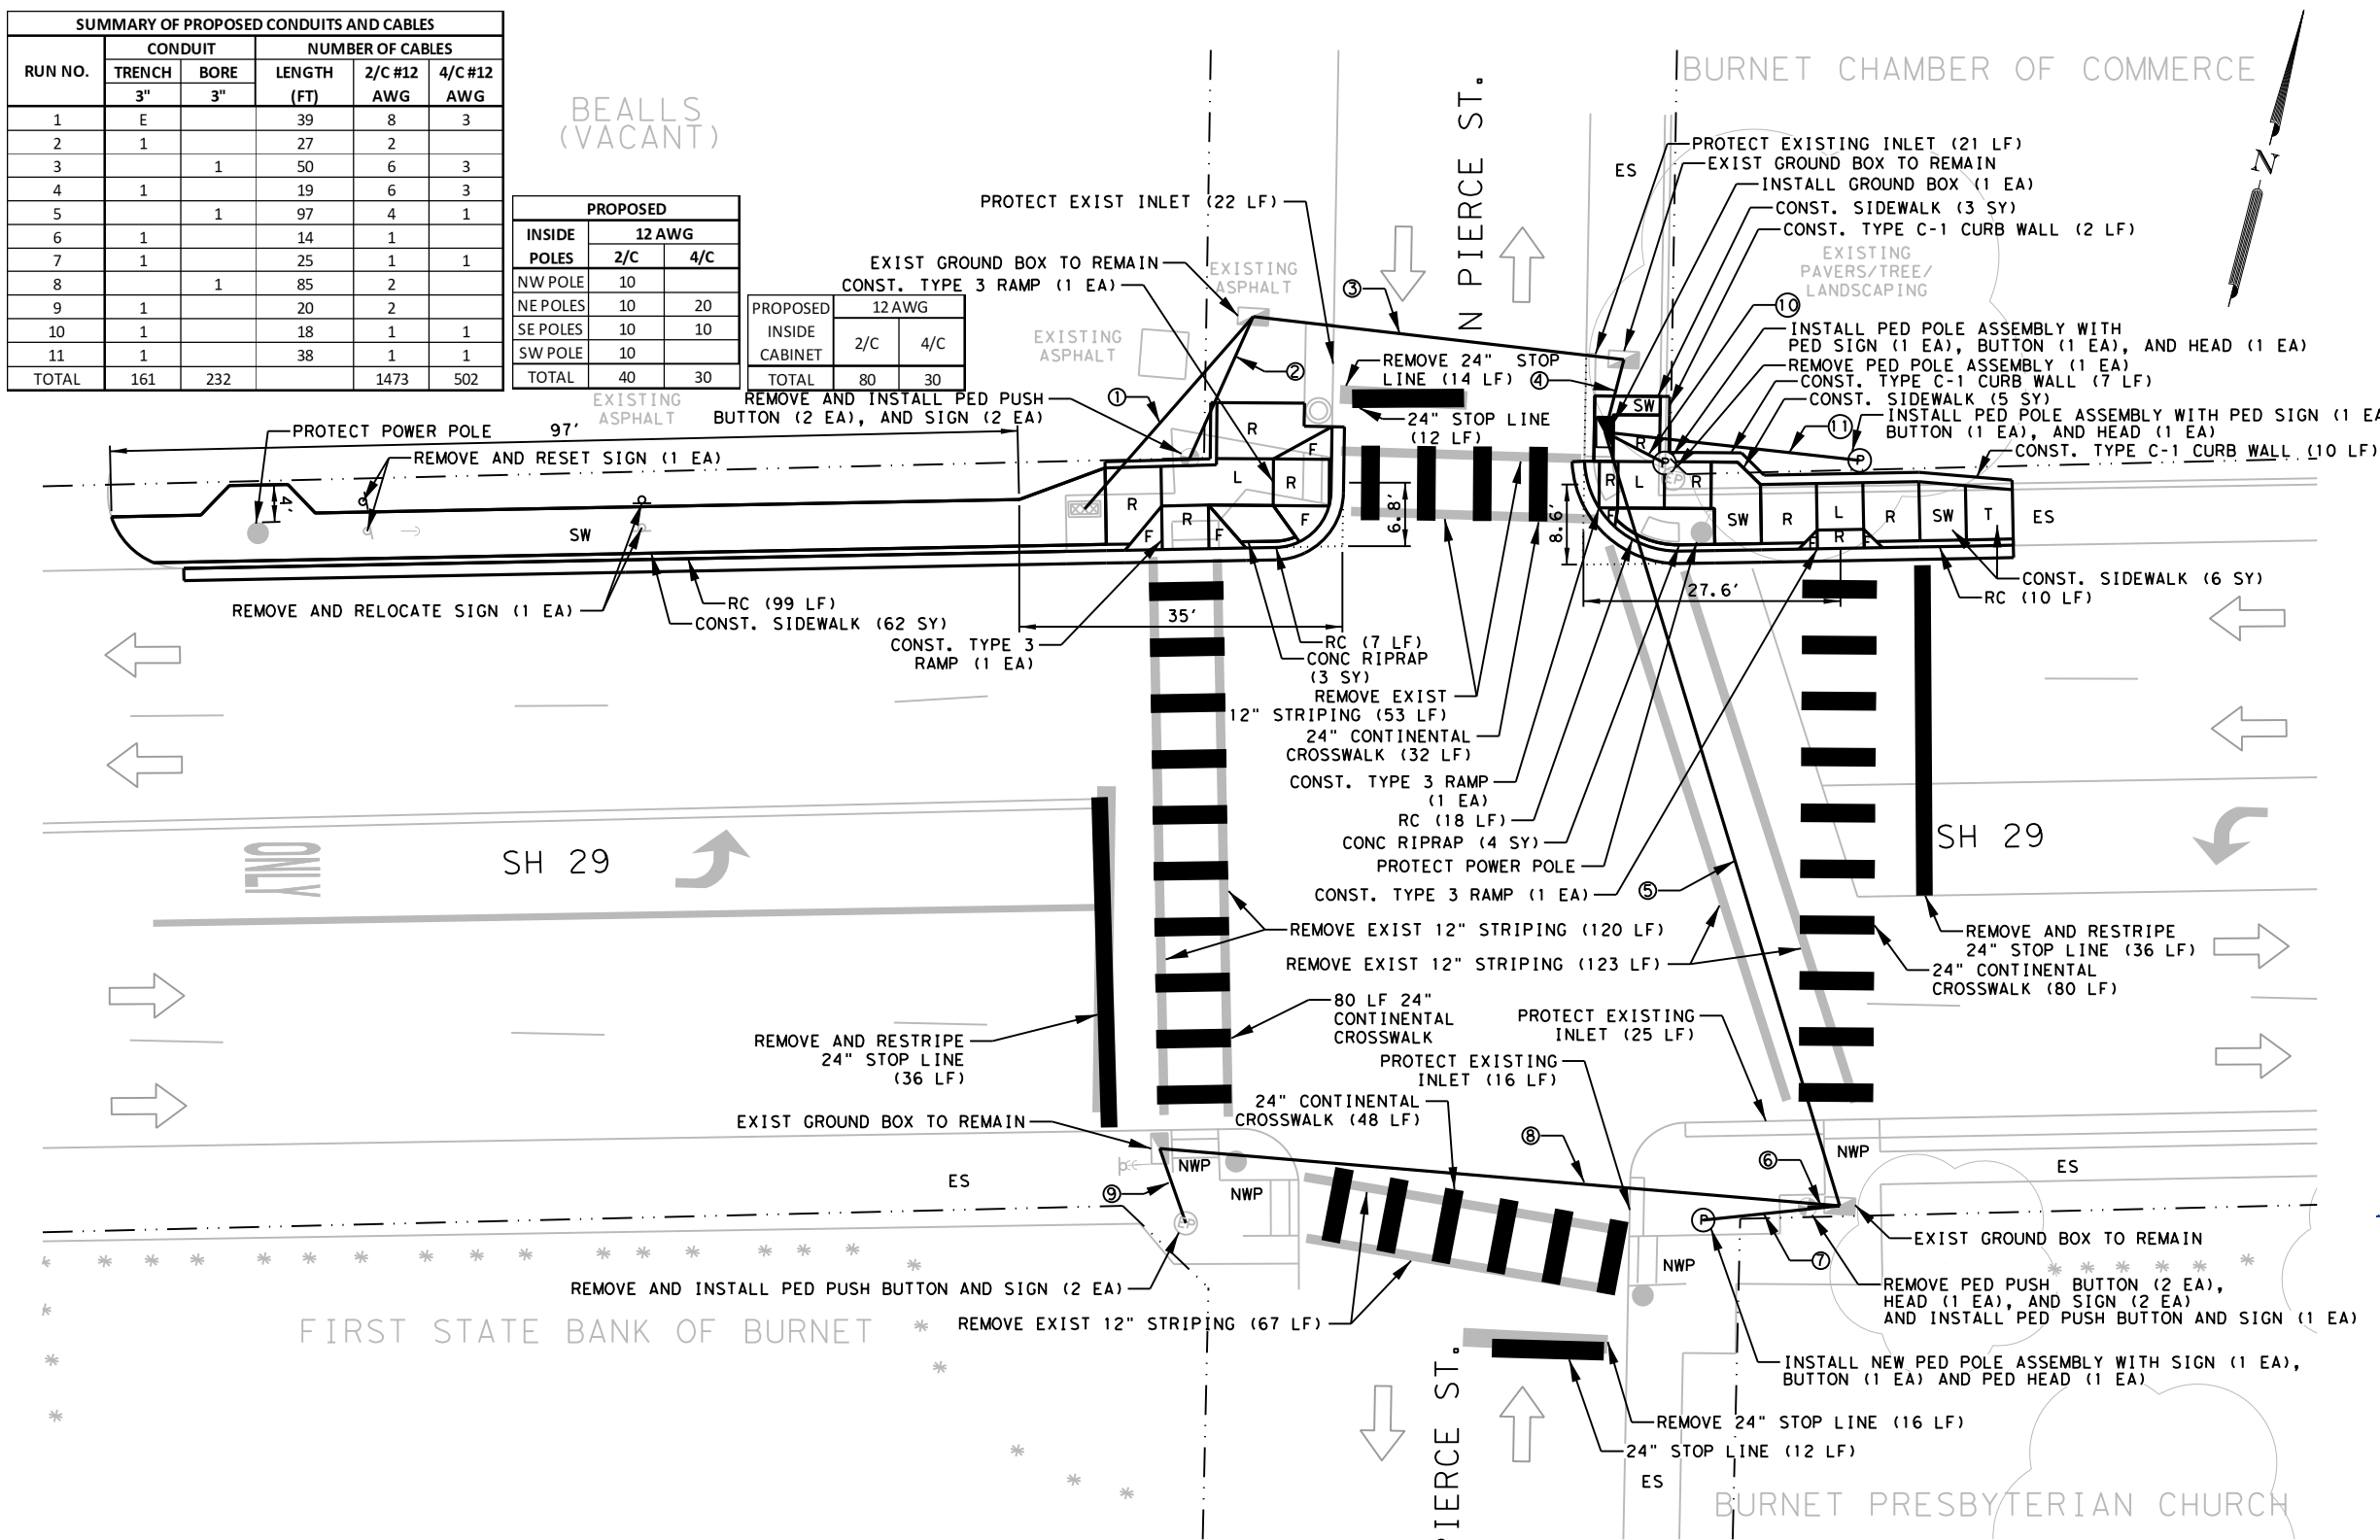 SUMMARY OF PROPOSED CONDUITS AND CABLES
RUN NO. CONDUIT NUMBER OF CABLES
TRENCH BORE LENGTH 2/C #12 4/C #12
3" 3" (FT) AWG AWG
1 E 39 8 3
2 1 27 2
3 1 50 6 3
4 1 19 6 3
5 1 97 4 1
6 1 14 1
7 1 25 1 1
8 1 85 2
9 1 20 2
10 1 18 1 1
11 1 38 1 1
TOTAL 161 232 1473 502
PROPOSED
INSIDE 12 AWG
POLES 2/C 4/C
NW POLE 10
NE POLES 10 20
SE POLES 10 10
SW POLE 10
TOTAL 40 30
PROPOSED 12 AWG
INSIDE 2/C 4/C
CABINET
TOTAL 80 30
BEALLS
(VACANT)
N PIERCE ST.
BURNET CHAMBER OF COMMERCE
N
PROTECT EXIST INLET (22 LF)
EXIST GROUND BOX TO REMAIN
CONST. TYPE 3 RAMP (1 EA)
EXISTING
ASPHALT
EXISTING
ASPHALT
EXISTING
ASPHALT
REMOVE AND INSTALL PED PUSH
BUTTON (2 EA), AND SIGN (2 EA)
1
2
3
REMOVE 24" STOP
LINE (14 LF)
4
24" STOP LINE
(12 LF)
ES
PROTECT EXISTING INLET (21 LF)
EXIST GROUND BOX TO REMAIN
INSTALL GROUND BOX (1 EA)
CONST. SIDEWALK (3 SY)
CONST. TYPE C-1 CURB WALL (2 LF)
EXISTING
PAVERS/TREE/
LANDSCAPING
10
INSTALL PED POLE ASSEMBLY WITH
PED SIGN (1 EA), BUTTON (1 EA), AND HEAD (1 EA)
REMOVE PED POLE ASSEMBLY (1 EA)
CONST. TYPE C-1 CURB WALL (7 LF)
CONST. SIDEWALK (5 SY)
11
INSTALL PED POLE ASSEMBLY WITH PED SIGN (1 EA
BUTTON (1 EA), AND HEAD (1 EA)
CONST. TYPE C-1 CURB WALL (10 LF)
PROTECT POWER POLE
97'
REMOVE AND RESET SIGN (1 EA)
4'
SW
R
F
R
F
L
R
R
F
F
6.8'
8.6'
SW
R
P
P
R
L
R
F
SW
R
L
R
F
F
R
SW
T
ES
REMOVE AND RELOCATE SIGN (1 EA)
RC (99 LF)
CONST. SIDEWALK (62 SY)
CONST. TYPE 3
RAMP (1 EA)
35'
RC (7 LF)
CONC RIPRAP
(3 SY)
REMOVE EXIST
12" STRIPING (53 LF)
24" CONTINENTAL
CROSSWALK (32 LF)
CONST. TYPE 3 RAMP
(1 EA)
RC (18 LF)
CONC RIPRAP (4 SY)
PROTECT POWER POLE
CONST. TYPE 3 RAMP (1 EA)
27.6'
CONST. SIDEWALK (6 SY)
RC (10 LF)
ONLY
SH 29
5
SH 29
REMOVE EXIST 12" STRIPING (120 LF)
REMOVE EXIST 12" STRIPING (123 LF)
REMOVE AND RESTRIPE
24" STOP LINE (36 LF)
24" CONTINENTAL
CROSSWALK (80 LF)
80 LF 24"
CONTINENTAL
CROSSWALK
REMOVE AND RESTRIPE
24" STOP LINE
(36 LF)
PROTECT EXISTING
INLET (25 LF)
PROTECT EXISTING
INLET (16 LF)
24" CONTINENTAL
CROSSWALK (48 LF)
EXIST GROUND BOX TO REMAIN
8
6
NWP
NWP
NWP
NWP
ES
ES
9
EP
P
7
EXIST GROUND BOX TO REMAIN
REMOVE AND INSTALL PED PUSH BUTTON AND SIGN (2 EA)
REMOVE PED PUSH BUTTON (2 EA),
HEAD (1 EA), AND SIGN (2 EA)
AND INSTALL PED PUSH BUTTON AND SIGN (1 EA)
FIRST STATE BANK OF BURNET
REMOVE EXIST 12" STRIPING (67 LF)
INSTALL NEW PED POLE ASSEMBLY WITH SIGN (1 EA),
BUTTON (1 EA) AND PED HEAD (1 EA)
REMOVE 24" STOP LINE (16 LF)
24" STOP LINE (12 LF)
PIERCE ST.
ES
BURNET PRESBYTERIAN CHURCH